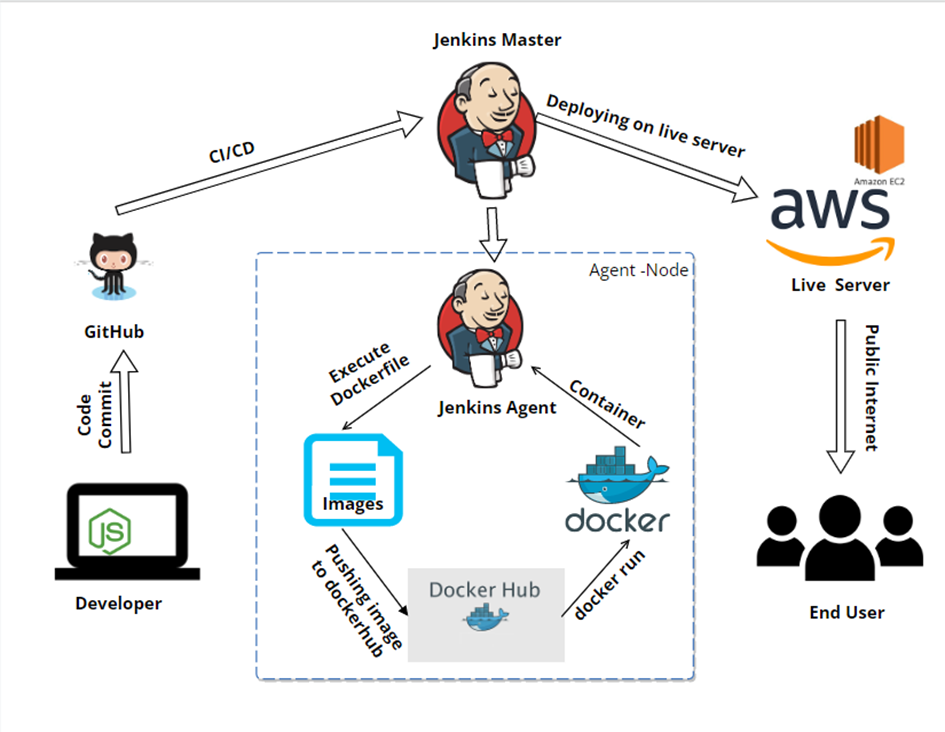 Jenkins Master
CI/CD
Deploying on live server
Amazon EC2
aws
Live Server
GitHub
Agent -Node
Jenkins Agent
Execute
Dockerfile
Container
Images
docker
Pushing image
to dockerhub
Docker Hub
docker run
Code
Commit
JS
Developer
Public Internet
End User